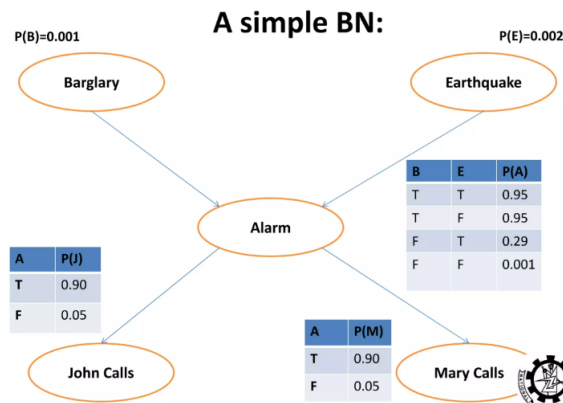 A simple BN:
P(B)=0.001
P(E)=0.002
Barglary
Earthquake
B E P(A)
T T 0.95
T F 0.95
F T 0.29
F F 0.001
Alarm
A P(J)
T 0.90
F 0.05
A P(M)
T 0.90
F 0.05
John Calls
Mary Calls